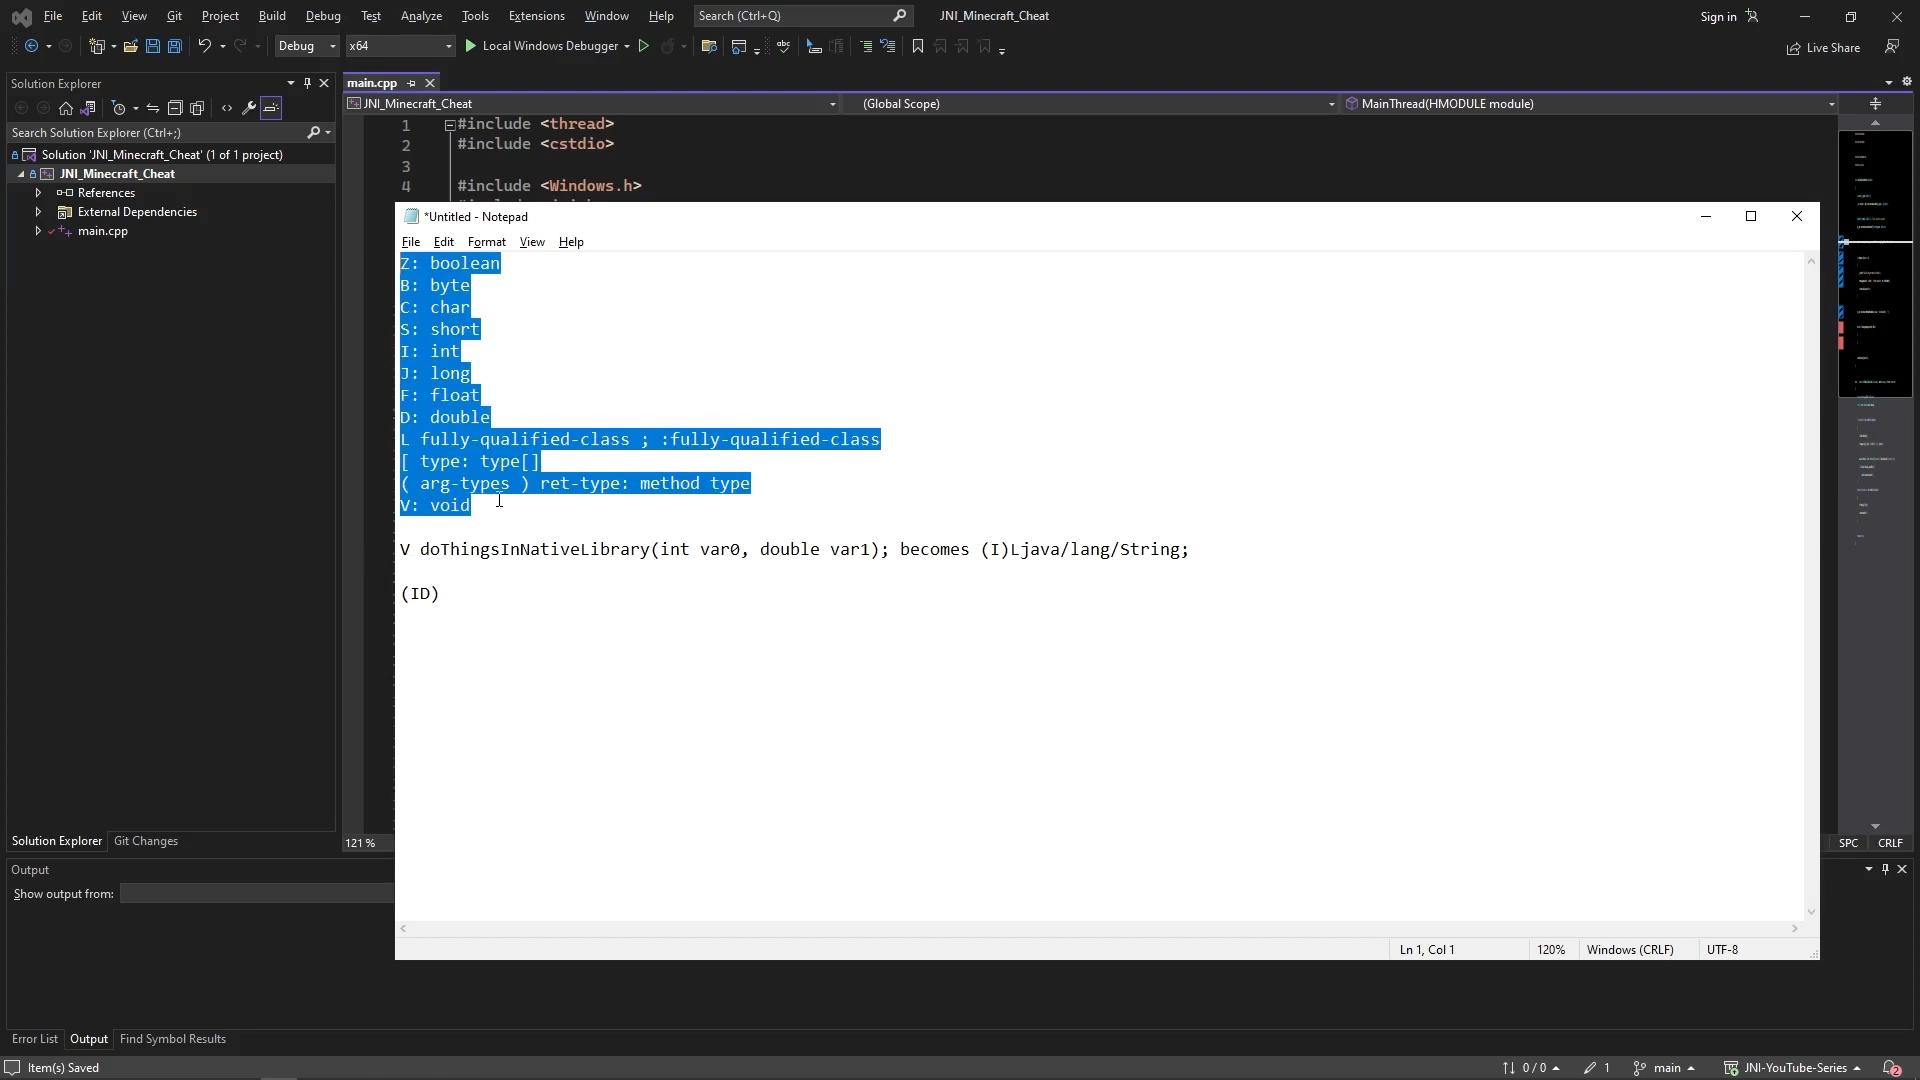 File Edit View Git Project Build Debug Test Analyze Tools Extensions Window Help Search (Ctrl+Q) JNI_Minecraft_Cheat Sign in
Debug x64 Local Windows Debugger Live Share
Solution Explorer
Search Solution Explorer (Ctrl+;)
Solution 'JNI_Minecraft_Cheat' (1 of 1 project)
JNI_Minecraft_Cheat
References
External Dependencies
main.cpp
main.cpp
JNI_Minecraft_Cheat (Global Scope) MainThread(HMODULE module)
1 #include <thread>
2 #include <cstdio>
3
4 #include <Windows.h>
*Untitled - Notepad
File Edit Format View Help
Z: boolean
B: byte
C: char
S: short
I: int
J: long
F: float
D: double
L fully-qualified-class ; :fully-qualified-class
[ type: type[]
( arg-types ) ret-type: method type
V: void
V doThingsInNativeLibrary(int var0, double var1); becomes (I)Ljava/lang/String;
(ID)
Ln 1, Col 1 120% Windows (CRLF) UTF-8
Solution Explorer Git Changes
121 % SPC CRLF
Output
Show output from:
Error List Output Find Symbol Results
Item(s) Saved 0 / 0 1 main JNI-YouTube-Series 2